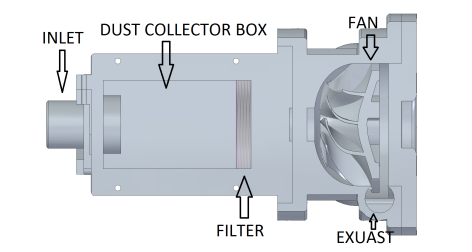 INLET
DUST COLLECTOR BOX
FAN
FILTER
EXUAST